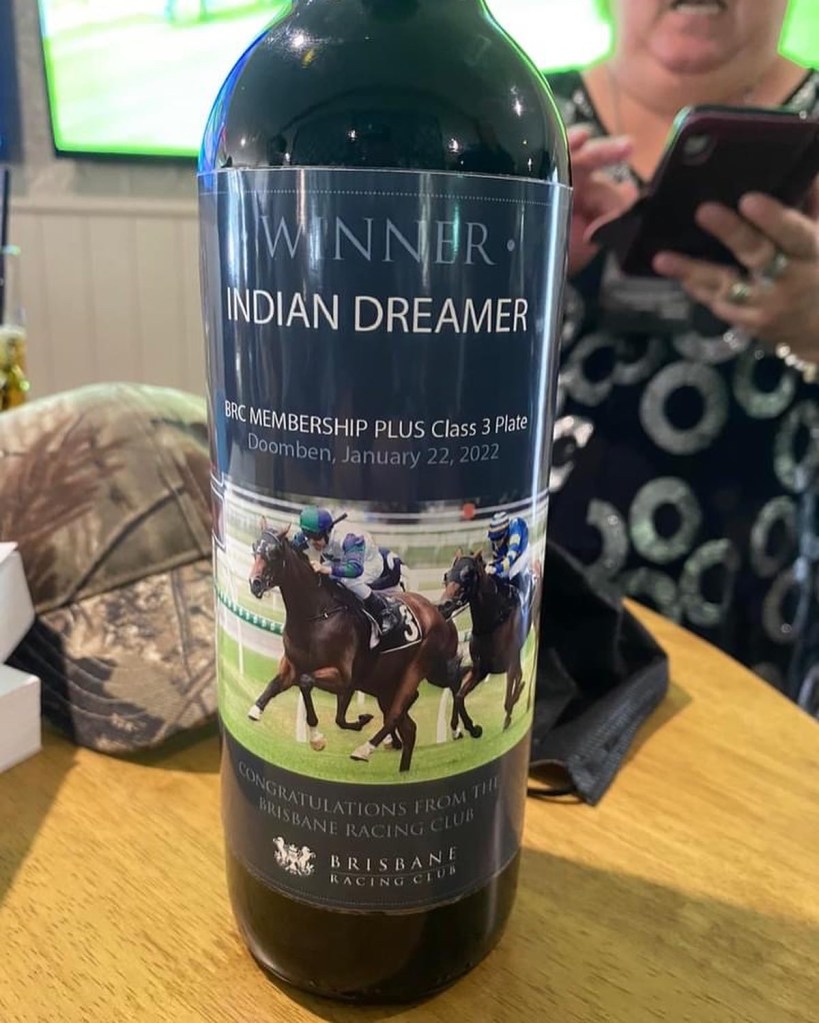 WINNER
INDIAN DREAMER
BRC MEMBERSHIP PLUS Class 3 Plate
Doomben, January 22, 2022
3
CONGRATULATIONS FROM THE
BRISBANE RACING CLUB
BRISBANE
RACING CLUB